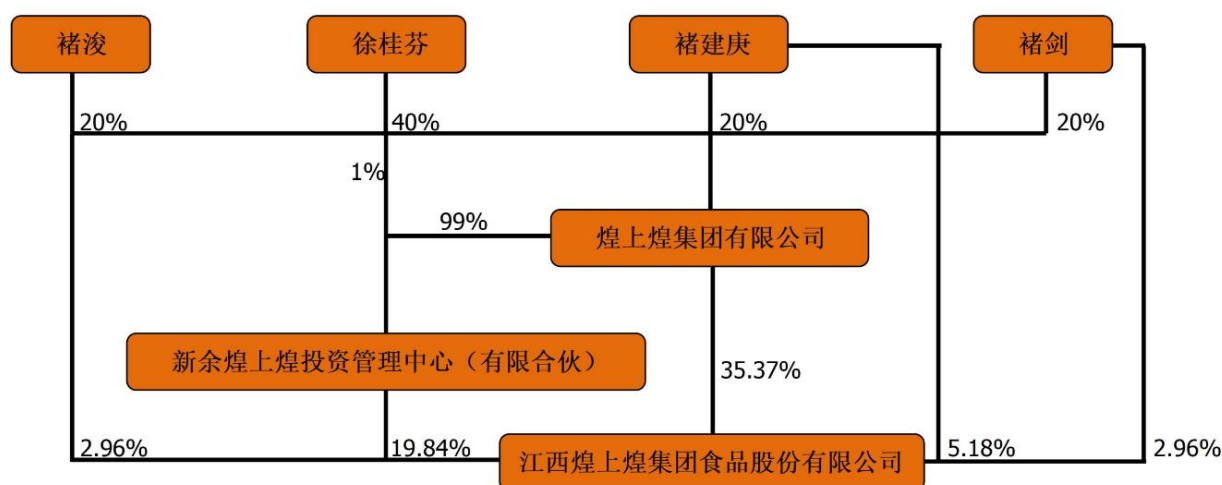 褚浚
徐桂芬
褚建庚
褚剑
20%
40%
20%
20%
1%
99%
煌上煌集团有限公司
新余煌上煌投资管理中心（有限合伙）
35.37%
2.96%
19.84%
江西煌上煌集团食品股份有限公司
5.18%
2.96%